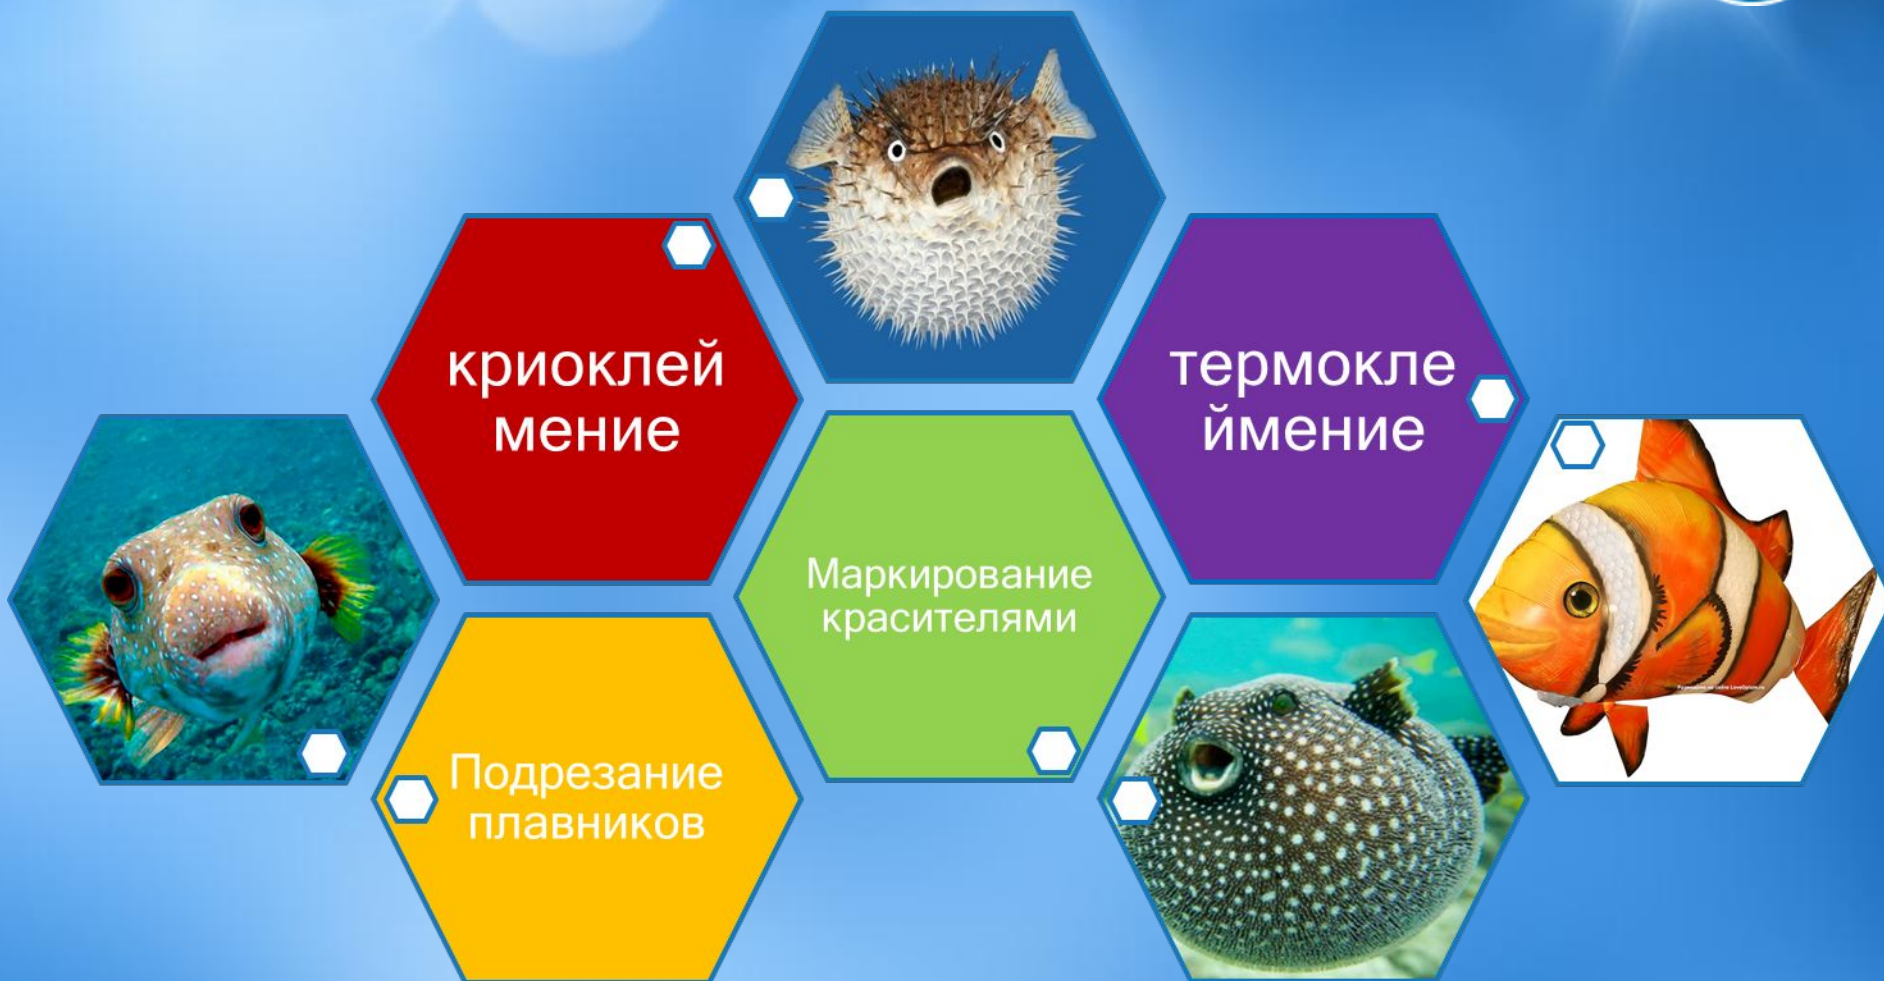 криоклей
мение
термокле
ймение
Маркирование
красителями
Подрезание
плавников